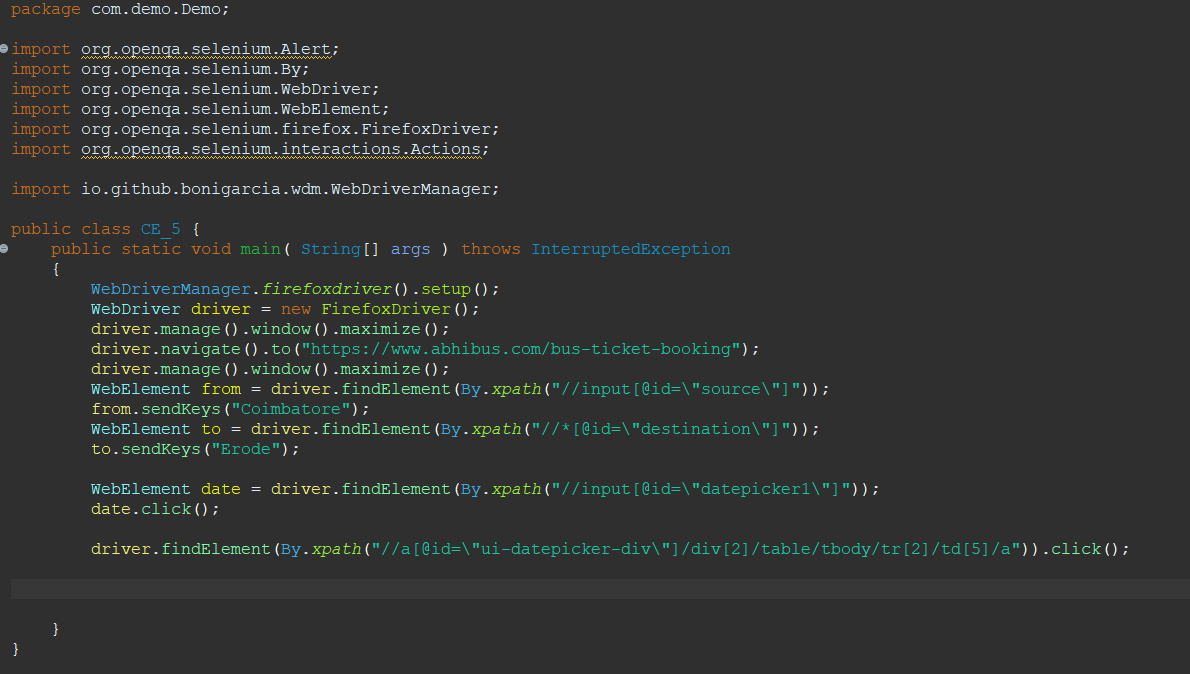 package com.demo.Demo;
import org.openqa.selenium.Alert;
import org.openqa.selenium.By;
import org.openqa.selenium.WebDriver;
import org.openqa.selenium.WebElement;
import org.openqa.selenium.firefox.FirefoxDriver;
import org.openqa.selenium.interactions.Actions;
import io.github.bonigarcia.wdm.WebDriverManager;
public class CE_5 {
public static void main( String[] args ) throws InterruptedException
{
WebDriverManager.firefoxdriver().setup();
WebDriver driver = new FirefoxDriver();
driver.manage().window().maximize();
driver.navigate().to("https://www.abhibus.com/bus-ticket-booking");
driver.manage().window().maximize();
WebElement from = driver.findElement(By.xpath("//input[@id=\"source\"]"));
from.sendKeys("Coimbatore");
WebElement to = driver.findElement(By.xpath("//*[@id=\"destination\"]"));
to.sendKeys("Erode");
WebElement date = driver.findElement(By.xpath("//input[@id=\"datepicker1\"]"));
date.click();
driver.findElement(By.xpath("//a[@id=\"ui-datepicker-div\"]/div[2]/table/tbody/tr[2]/td[5]/a")).click();
}
}